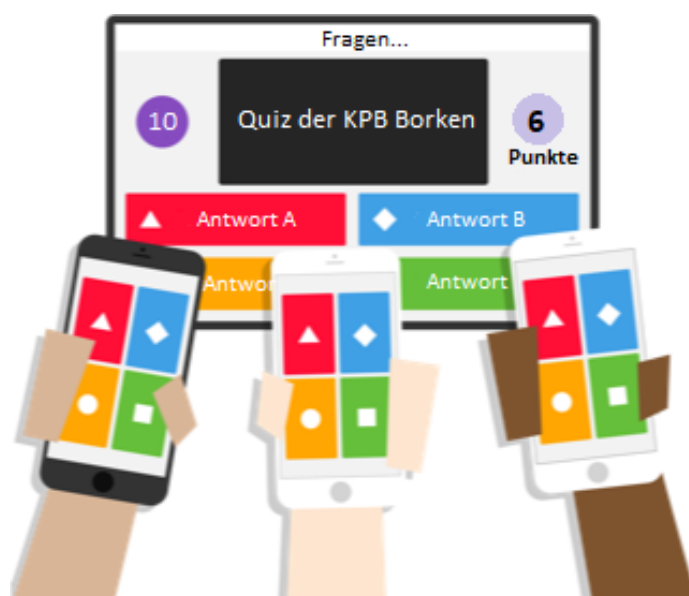 Fragen...
10
Quiz der KPB Borken
6
Punkte
Antwort A
Antwort B
Antwort